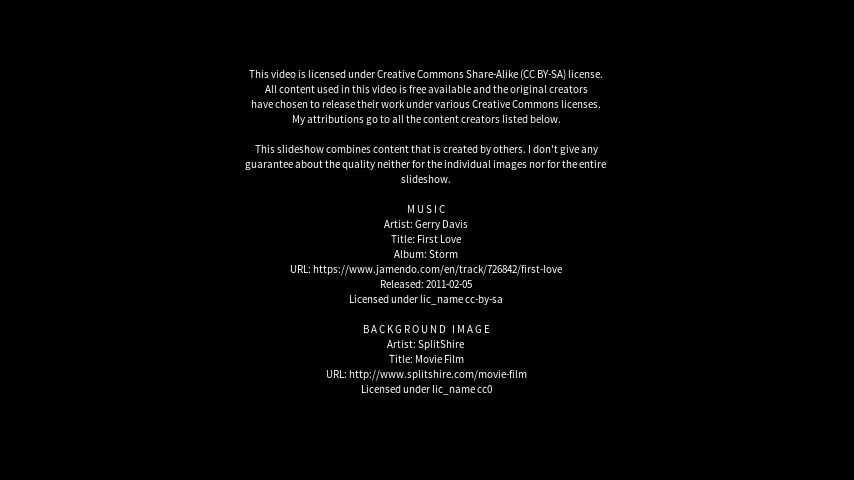 This video is licensed under Creative Commons Share-Alike (CC BY-SA) license.
All content used in this video is free available and the original creators
have chosen to release their work under various Creative Commons licenses.
My attributions go to all the content creators listed below.
This slideshow combines content that is created by others. I don't give any
guarantee about the quality neither for the individual images nor for the entire
slideshow.
MUSIC
Artist: Gerry Davis
Title: First Love
Album: Storm
URL: https://www.jamendo.com/en/track/726842/first-love
Released: 2011-02-05
Licensed under lic_name cc-by-sa
BACKGROUND IMAGE
Artist: SplitShire
Title: Movie Film
URL: http://www.splitshire.com/movie-film
Licensed under lic_name cc0